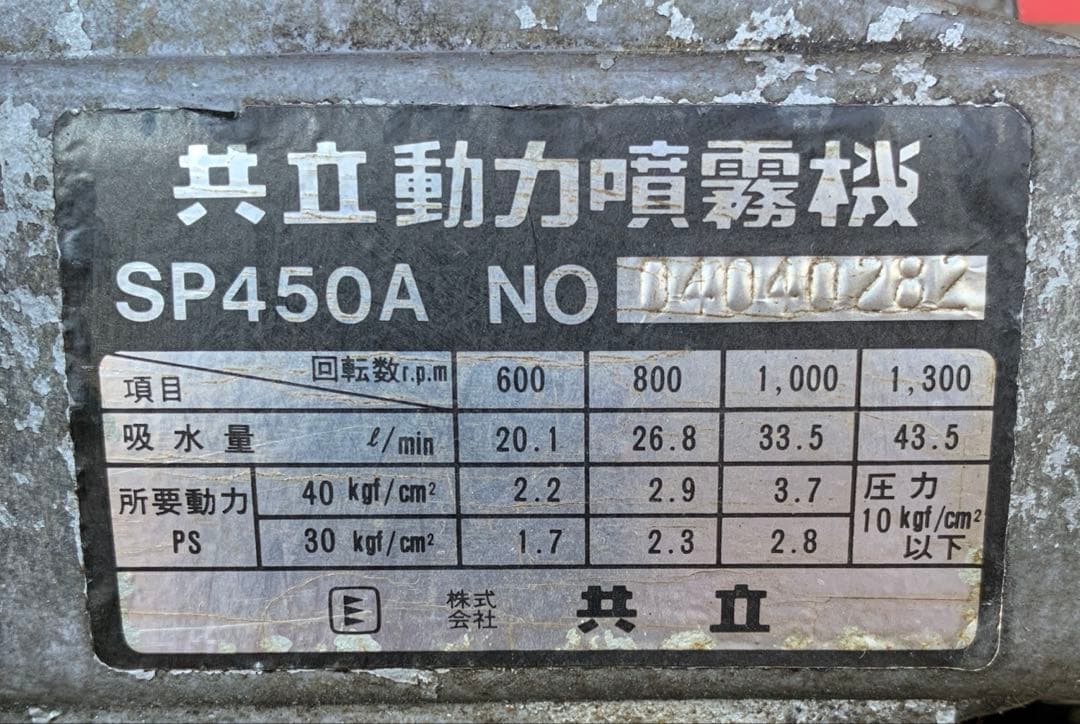 共立動力噴霧機
SP450A NO D4040282
項目 回転数r.p.m 600 800 1,000 1,300
吸水量 ℓ/min 20.1 26.8 33.5 43.5
所要動力 PS 40 kgf/cm² 2.2 2.9 3.7 圧力 10 kgf/cm² 以下
30 kgf/cm² 1.7 2.3 2.8
株式会社 共立